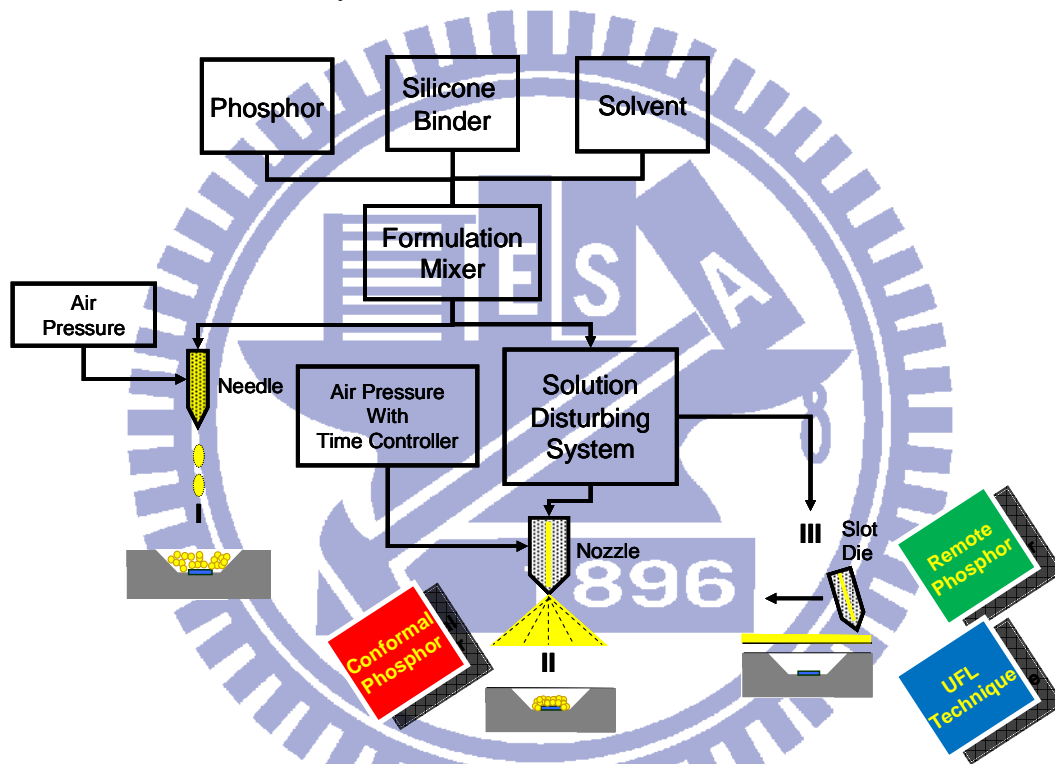 Phosphor
Silicone
Binder
Solvent
Formulation
Mixer
E S A
Air
Pressure
Needle
Air Pressure
With
Time Controller
Solution
Disturbing
System
I
III
Slot
Die
Nozzle
1896
Remote
Phosphor
Conformal
Phosphor
II
UFL
Technique